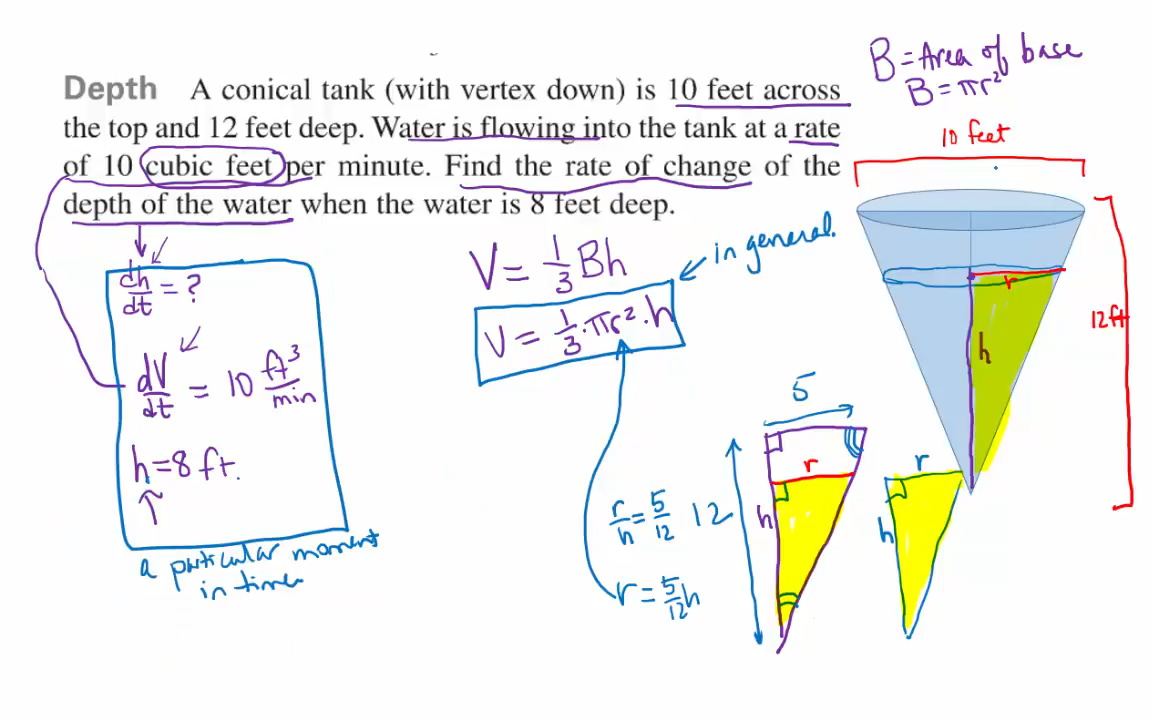 Depth A conical tank (with vertex down) is 10 feet across
the top and 12 feet deep. Water is flowing into the tank at a rate
of 10 cubic feet per minute. Find the rate of change of the
depth of the water when the water is 8 feet deep.
B = Area of base
B = πr²
10 feet
12ft
r
h
dh/dt = ?
dV/dt = 10 ft³/min
h = 8 ft.
a particular moment
in time
V = 1/3 Bh
in general.
V = 1/3 · πr² · h
5
r
h
12
r/h = 5/12
r = 5/12 h
r
h